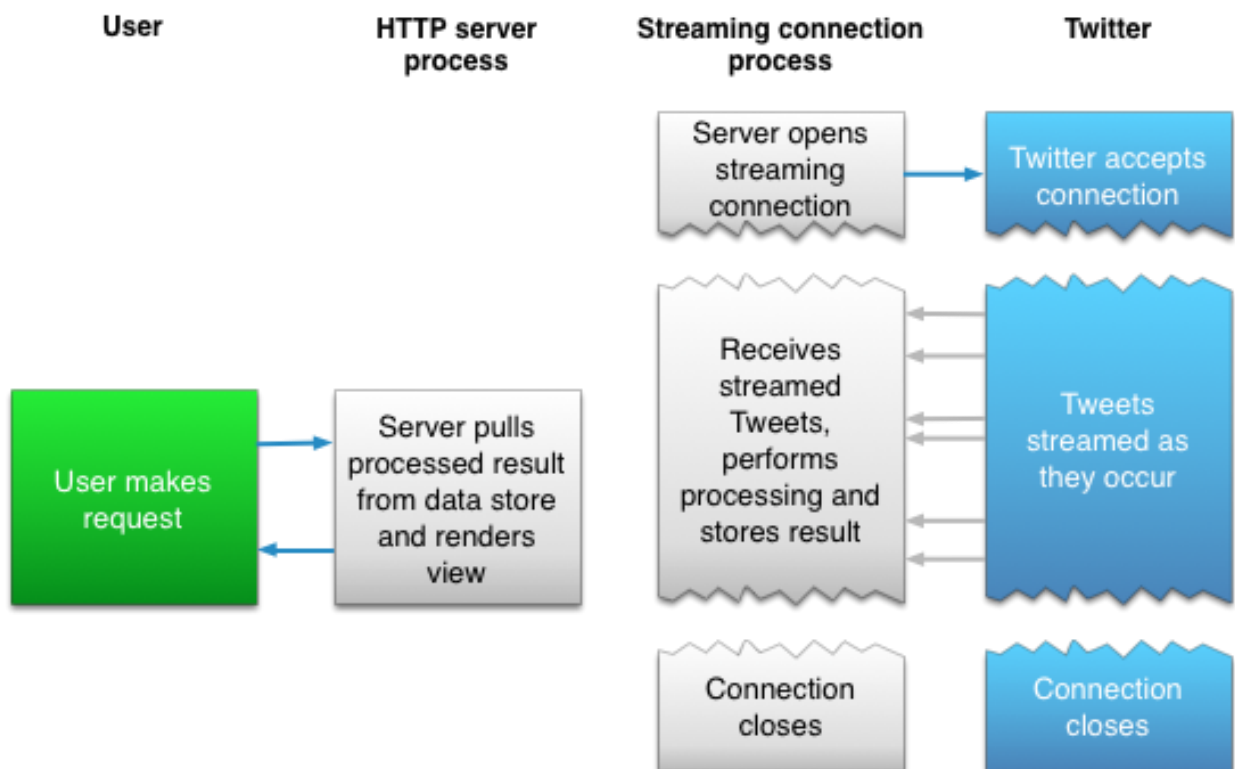 User
HTTP server
process
Streaming connection
process
Twitter
Server opens
streaming
connection
Twitter accepts
connection
User makes
request
Server pulls
processed result
from data store
and renders
view
Receives
streamed
Tweets,
performs
processing and
stores result
Tweets
streamed as
they occur
Connection
closes
Connection
closes